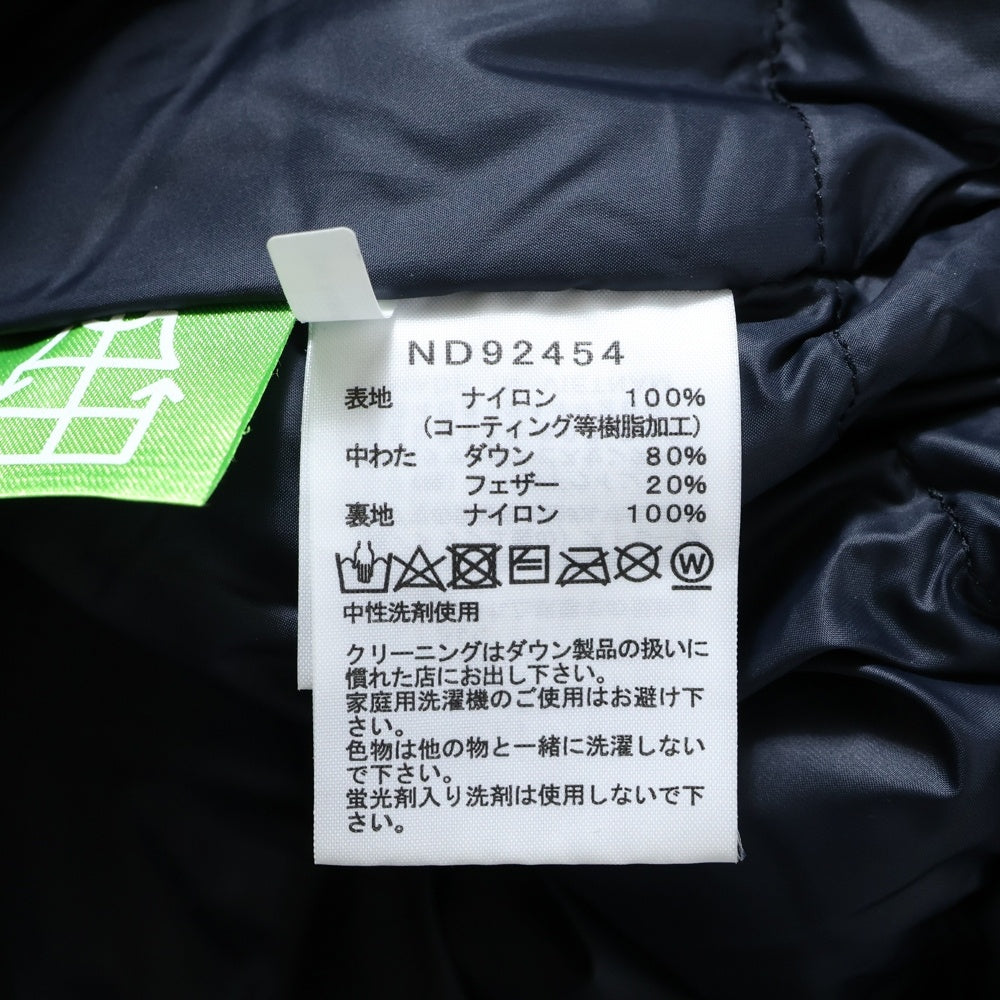 ND92454
表地 ナイロン 100%
(コーティング等樹脂加工)
中わた ダウン 80%
フェザー 20%
裏地 ナイロン 100%
W
中性洗剤使用
クリーニングはダウン製品の扱いに
慣れた店にお出し下さい。
家庭用洗濯機のご使用はお避け下
さい。
色物は他の物と一緒に洗濯しない
で下さい。
蛍光剤入り洗剤は使用しないで下
さい。